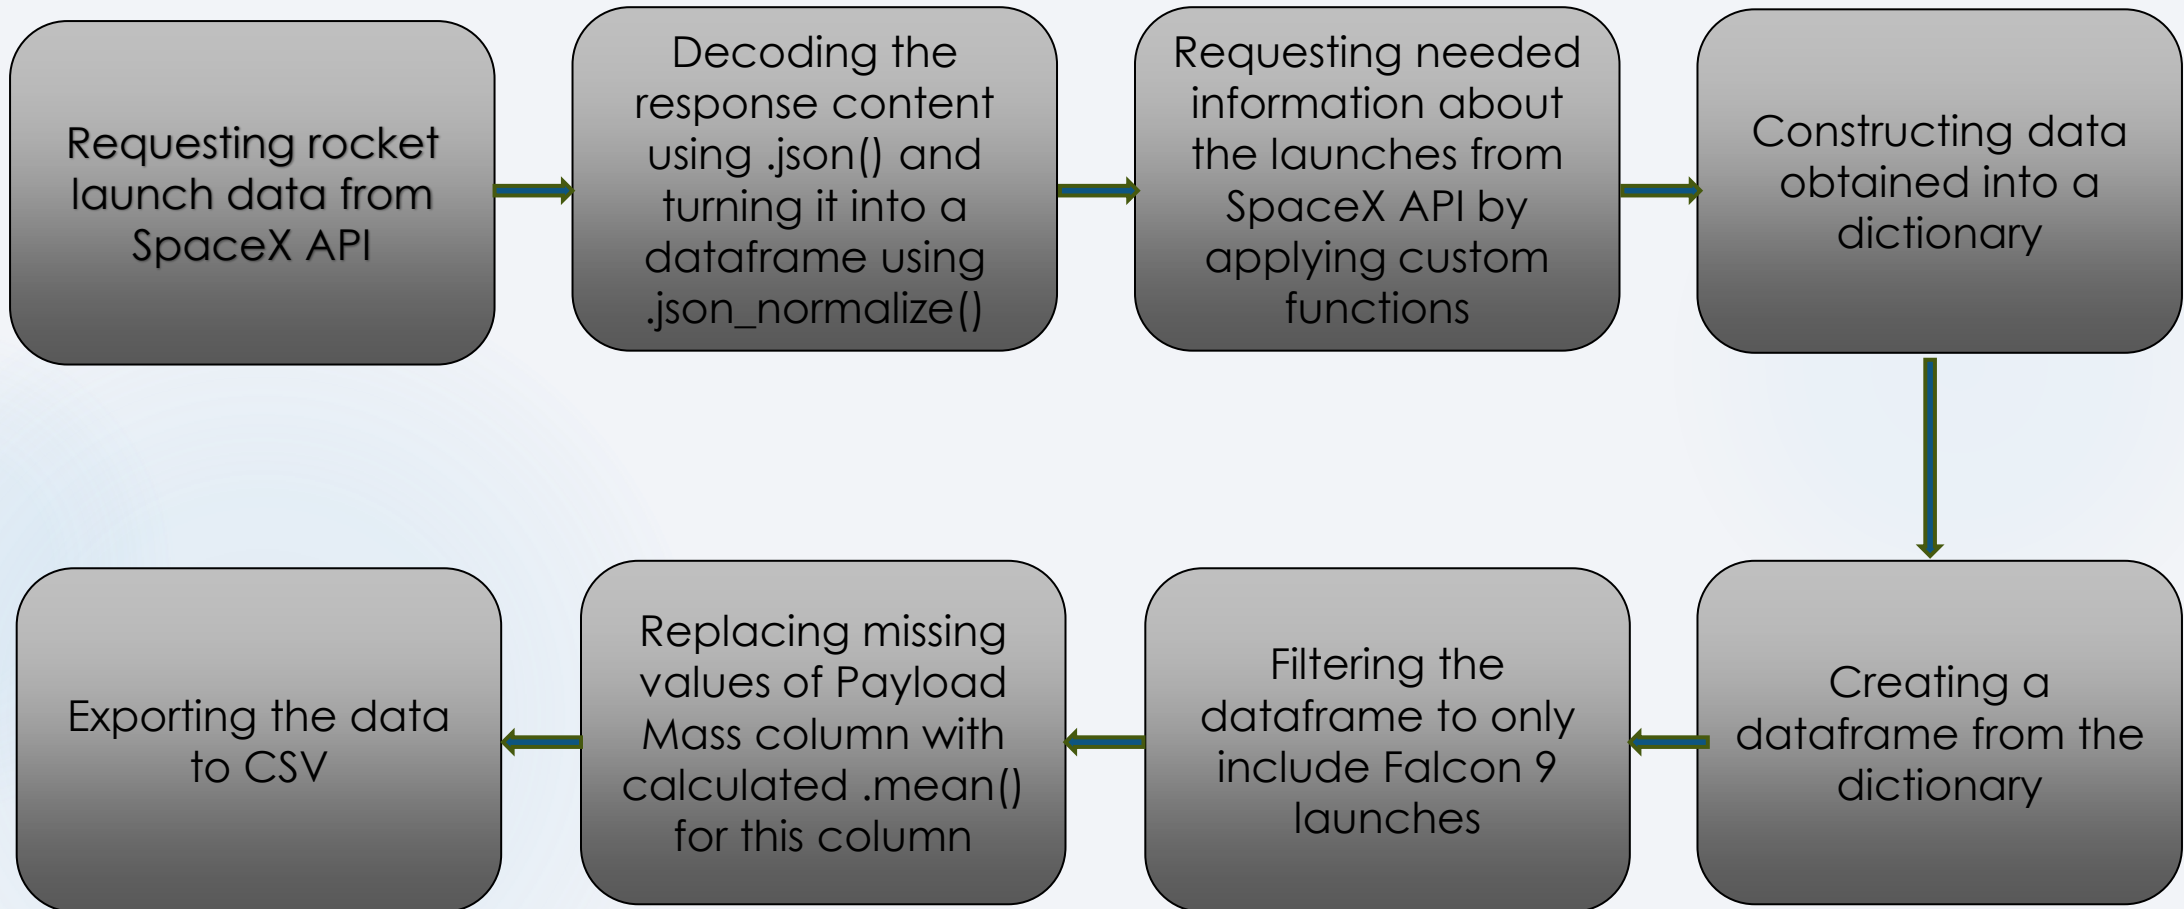 Requesting rocket
launch data from
SpaceX API
Decoding the
response content
using .json() and
turning it into a
dataframe using
.json_normalize()
Requesting needed
information about
the launches from
SpaceX API by
applying custom
functions
Constructing data
obtained into a
dictionary
Creating a
dataframe from the
dictionary
Filtering the
dataframe to only
include Falcon 9
launches
Replacing missing
values of Payload
Mass column with
calculated .mean()
for this column
Exporting the data
to CSV